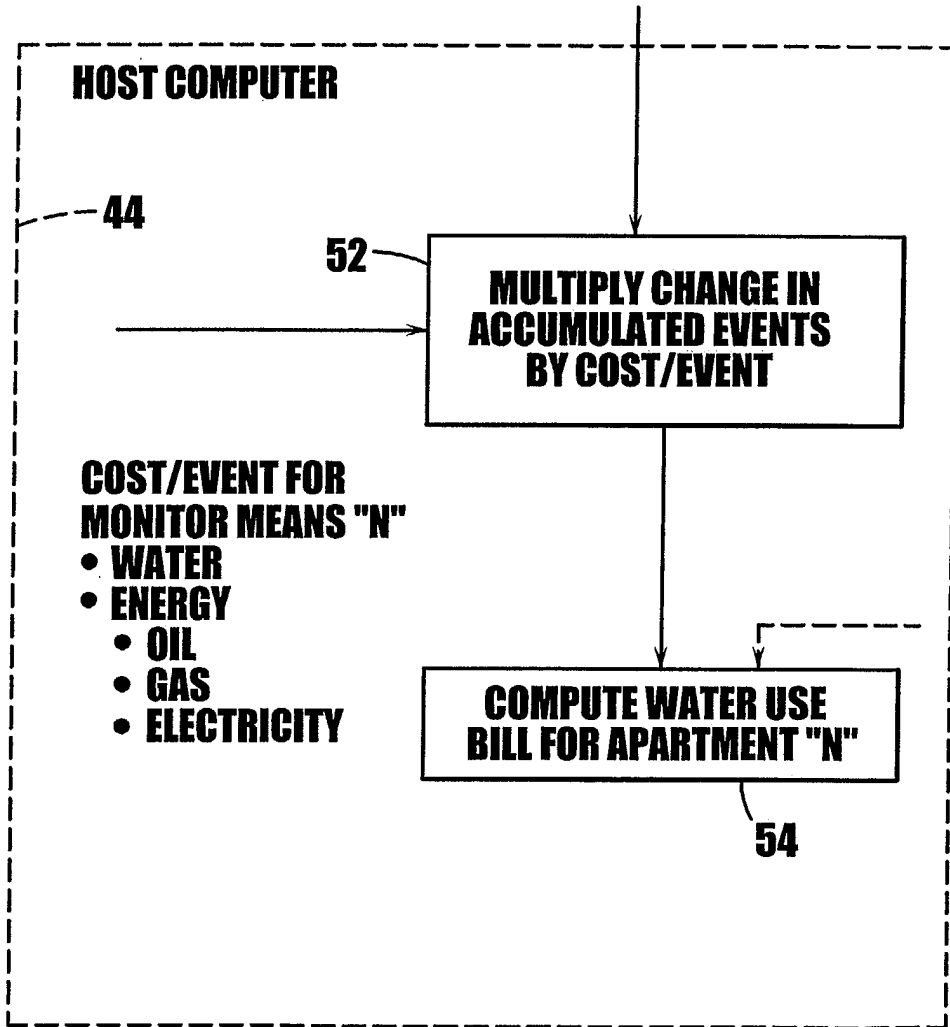 HOST COMPUTER
44
52
MULTIPLY CHANGE IN
ACCUMULATED EVENTS
BY COST/EVENT
COST/EVENT FOR
MONITOR MEANS "N"
• WATER
• ENERGY
• OIL
• GAS
• ELECTRICITY
COMPUTE WATER USE
BILL FOR APARTMENT "N"
54